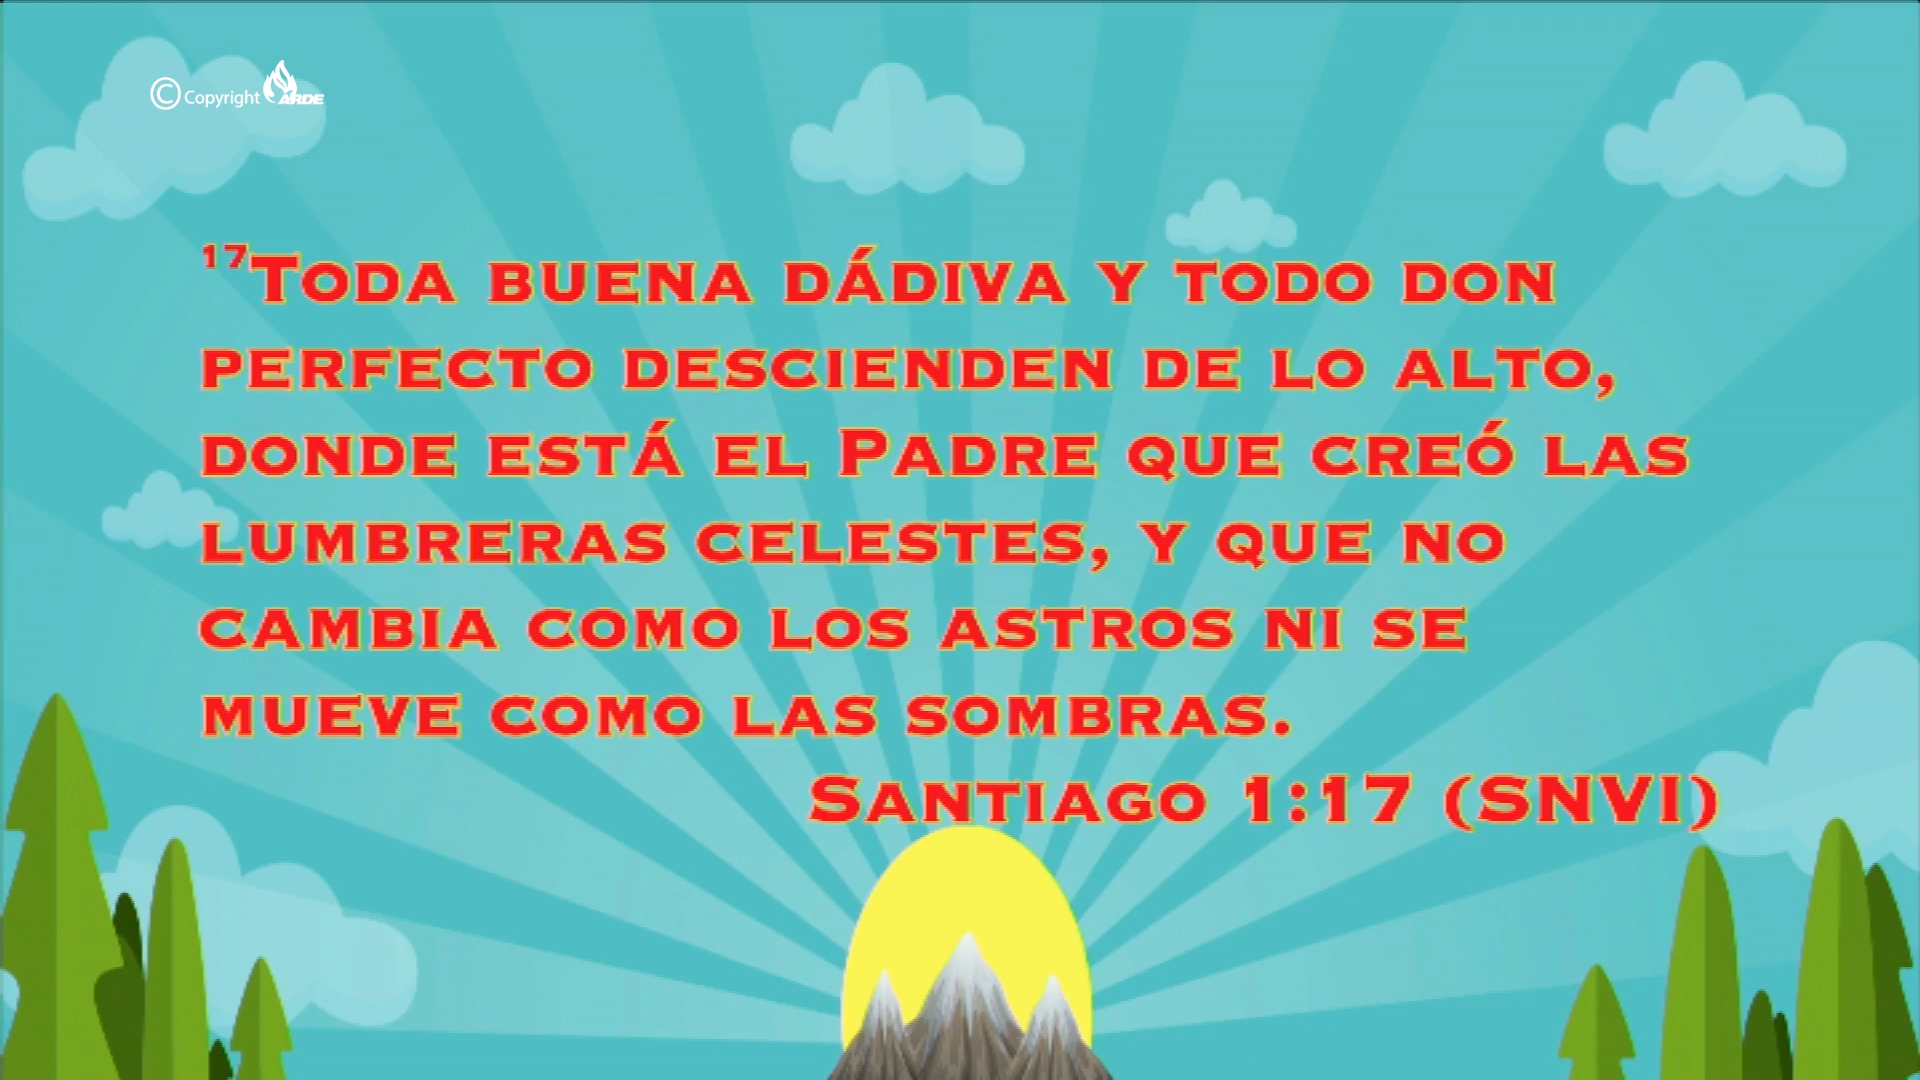 © Copyright ARDE
17Toda buena dádiva y todo don
perfecto descienden de lo alto,
donde está el Padre que creó las
lumbreras celestes, y que no
cambia como los astros ni se
mueve como las sombras.
Santiago 1:17 (SNVI)